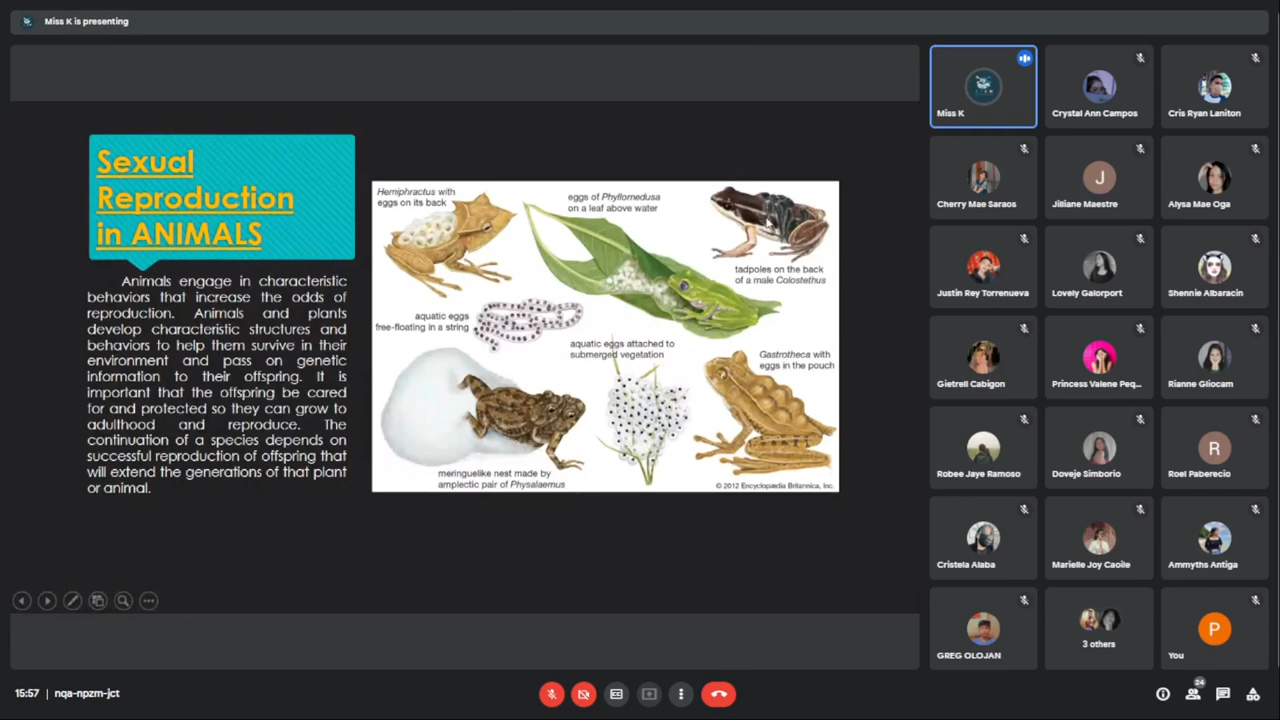 Miss K is presenting
Sexual
Reproduction
in ANIMALS
Animals engage in characteristic
behaviors that increase the odds of
reproduction. Animals and plants
develop characteristic structures and
behaviors to help them survive in their
environment and pass on genetic
information to their offspring. It is
important that the offspring be cared
for and protected so they can grow to
adulthood and reproduce. The
continuation of a species depends on
successful reproduction of offspring that
will extend the generations of that plant
or animal.
Hemiphractus with
eggs on its back
eggs of Phyllomedusa
on a leaf above water
tadpoles on the back
of a male Colostethus
aquatic eggs
free-floating in a string
aquatic eggs attached to
submerged vegetation
Gastrotheca with
eggs in the pouch
meringuelike nest made by
amplectic pair of Physalaemus
© 2012 Encyclopædia Britannica, Inc.
Miss K
Crystal Ann Campos
Cris Ryan Laniton
Cherry Mae Saraos
J
Jilliane Maestre
Alysa Mae Oga
Justin Rey Torrenueva
Lovely Galorport
Shennie Albaracin
Gietrell Cabigon
Princess Valene Peq...
Rianne Gliocam
Robee Jaye Ramoso
Doveje Simborio
R
Roel Paberecio
Cristela Alaba
Marielle Joy Caoile
Ammyths Antiga
GREG OLOJAN
3 others
P
You
15:57 | nqa-npzm-jct
24